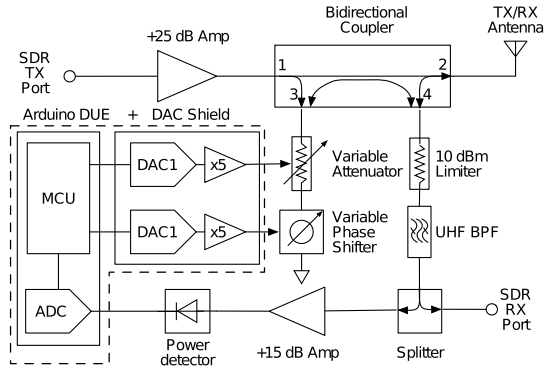 Bidirectional
Coupler
TX/RX
Antenna
+25 dB Amp
SDR
TX
Port
1
2
3
4
Arduino DUE + DAC Shield
MCU
DAC1
x5
Variable
Attenuator
10 dBm
Limiter
DAC1
x5
Variable
Phase
Shifter
UHF BPF
ADC
Power
detector
+15 dB Amp
Splitter
SDR
RX
Port